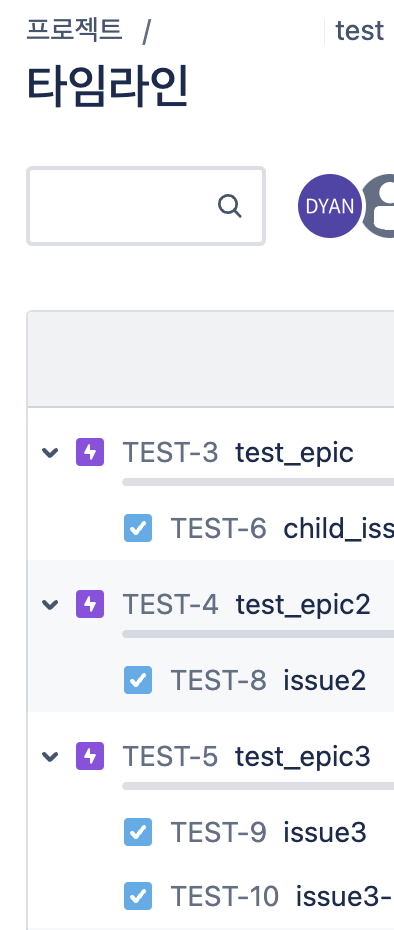 프로젝트 / test
타임라인
DYAN
TEST-3 test_epic
TEST-6 child_iss
TEST-4 test_epic2
TEST-8 issue2
TEST-5 test_epic3
TEST-9 issue3
TEST-10 issue3-